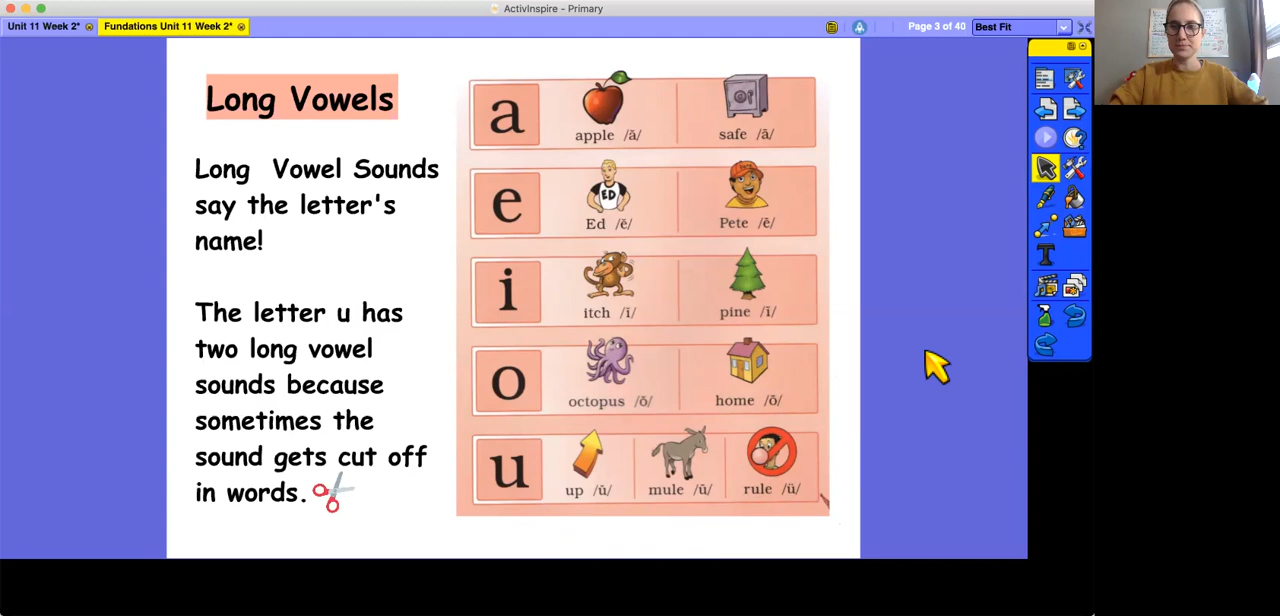 ActivInspire - Primary
Unit 11 Week 2*
Fundations Unit 11 Week 2*
Page 3 of 40
Best Fit
Long Vowels
Long Vowel Sounds
say the letter's
name!
The letter u has
two long vowel
sounds because
sometimes the
sound gets cut off
in words.
a
apple /ă/
safe /ā/
e
ED
Ed /ĕ/
Pete /ē/
i
itch /ĭ/
pine /ī/
o
octopus /ŏ/
home /ō/
u
up /ŭ/
mule /ū/
rule /ü/
T